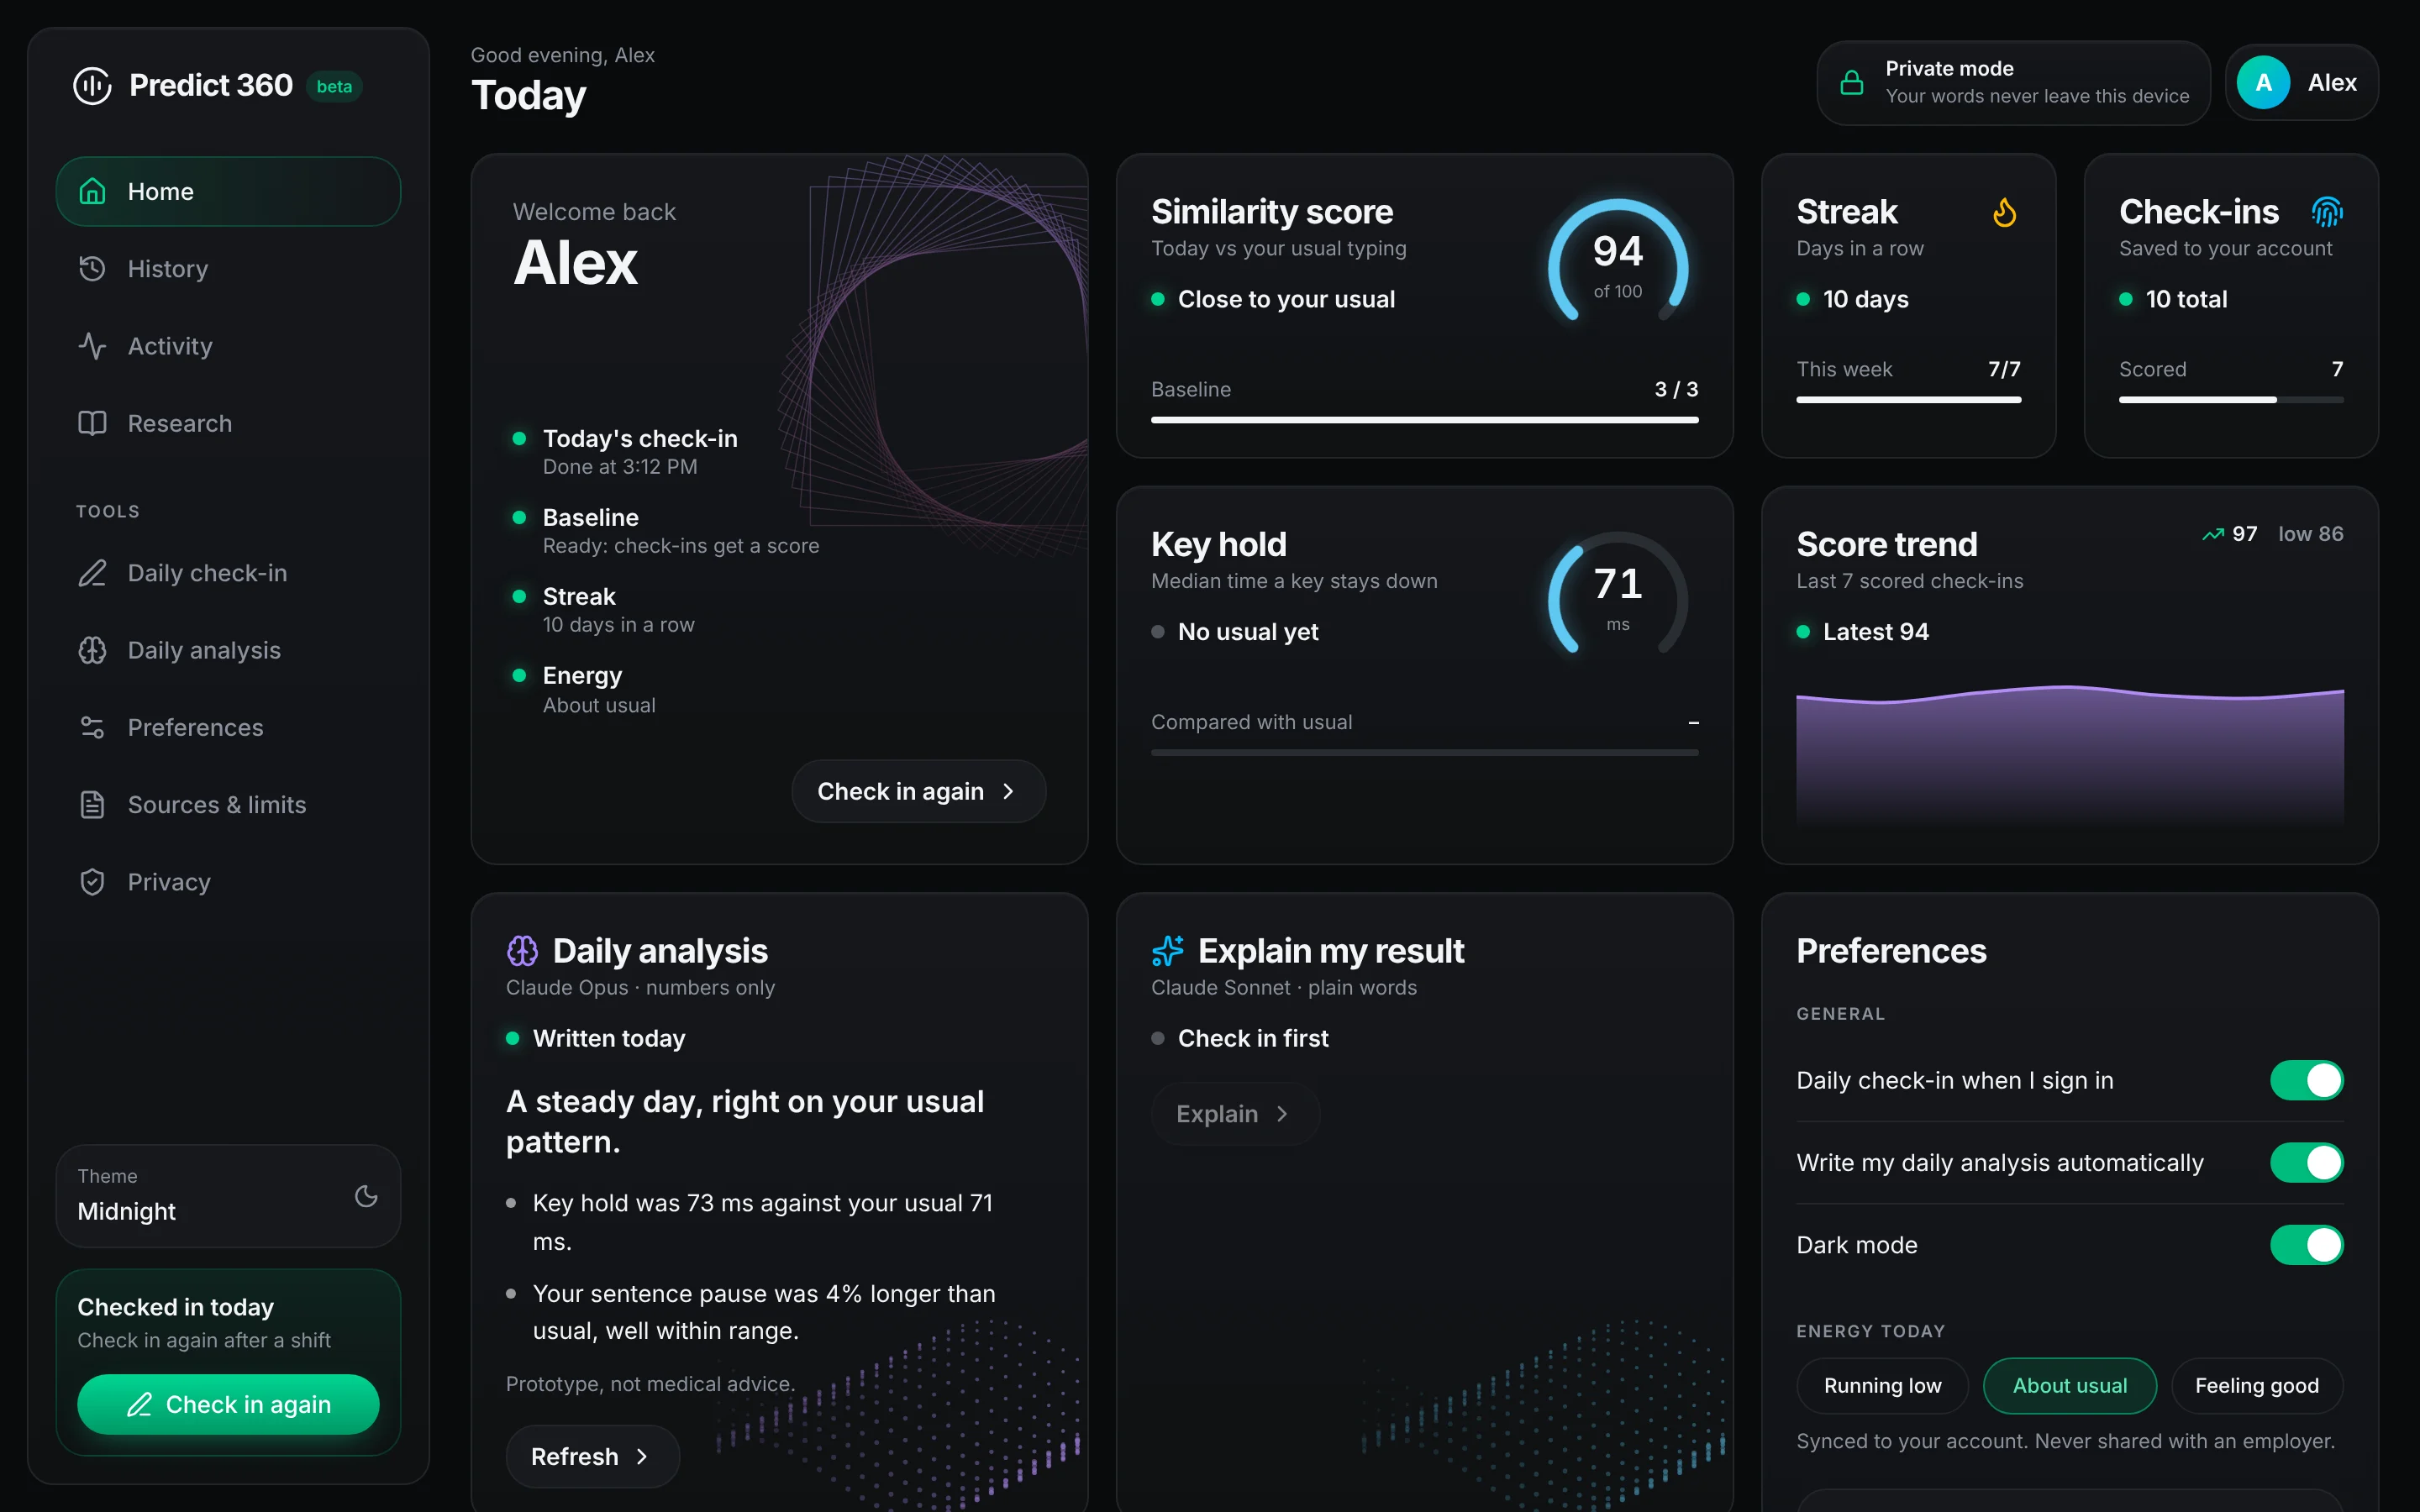 Predict 360 beta
Home
History
Activity
Research
TOOLS
Daily check-in
Daily analysis
Preferences
Sources & limits
Privacy
Theme
Midnight
Checked in today
Check in again after a shift
Check in again
Good evening, Alex
Today
Private mode
Your words never leave this device
A
Alex
Welcome back
Alex
Today's check-in
Done at 3:12 PM
Baseline
Ready: check-ins get a score
Streak
10 days in a row
Energy
About usual
Check in again
Similarity score
Today vs your usual typing
Close to your usual
94
of 100
Baseline 3 / 3
Streak
Days in a row
10 days
This week 7/7
Check-ins
Saved to your account
10 total
Scored 7
Key hold
Median time a key stays down
No usual yet
71
ms
Compared with usual –
Score trend
97 low 86
Last 7 scored check-ins
Latest 94
Daily analysis
Claude Opus · numbers only
Written today
A steady day, right on your usual
pattern.
Key hold was 73 ms against your usual 71
ms.
Your sentence pause was 4% longer than
usual, well within range.
Prototype, not medical advice.
Refresh
Explain my result
Claude Sonnet · plain words
Check in first
Explain
Preferences
GENERAL
Daily check-in when I sign in
Write my daily analysis automatically
Dark mode
ENERGY TODAY
Running low
About usual
Feeling good
Synced to your account. Never shared with an employer.